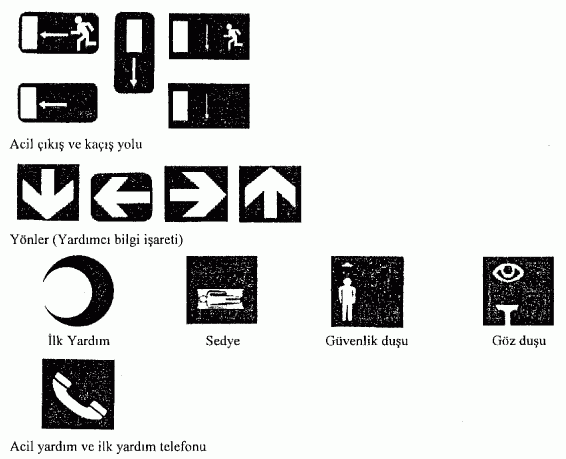 Acil çıkış ve kaçış yolu
Yönler (Yardımcı bilgi işareti)
İlk Yardım
Sedye
Güvenlik duşu
Göz duşu
Acil yardım ve ilk yardım telefonu